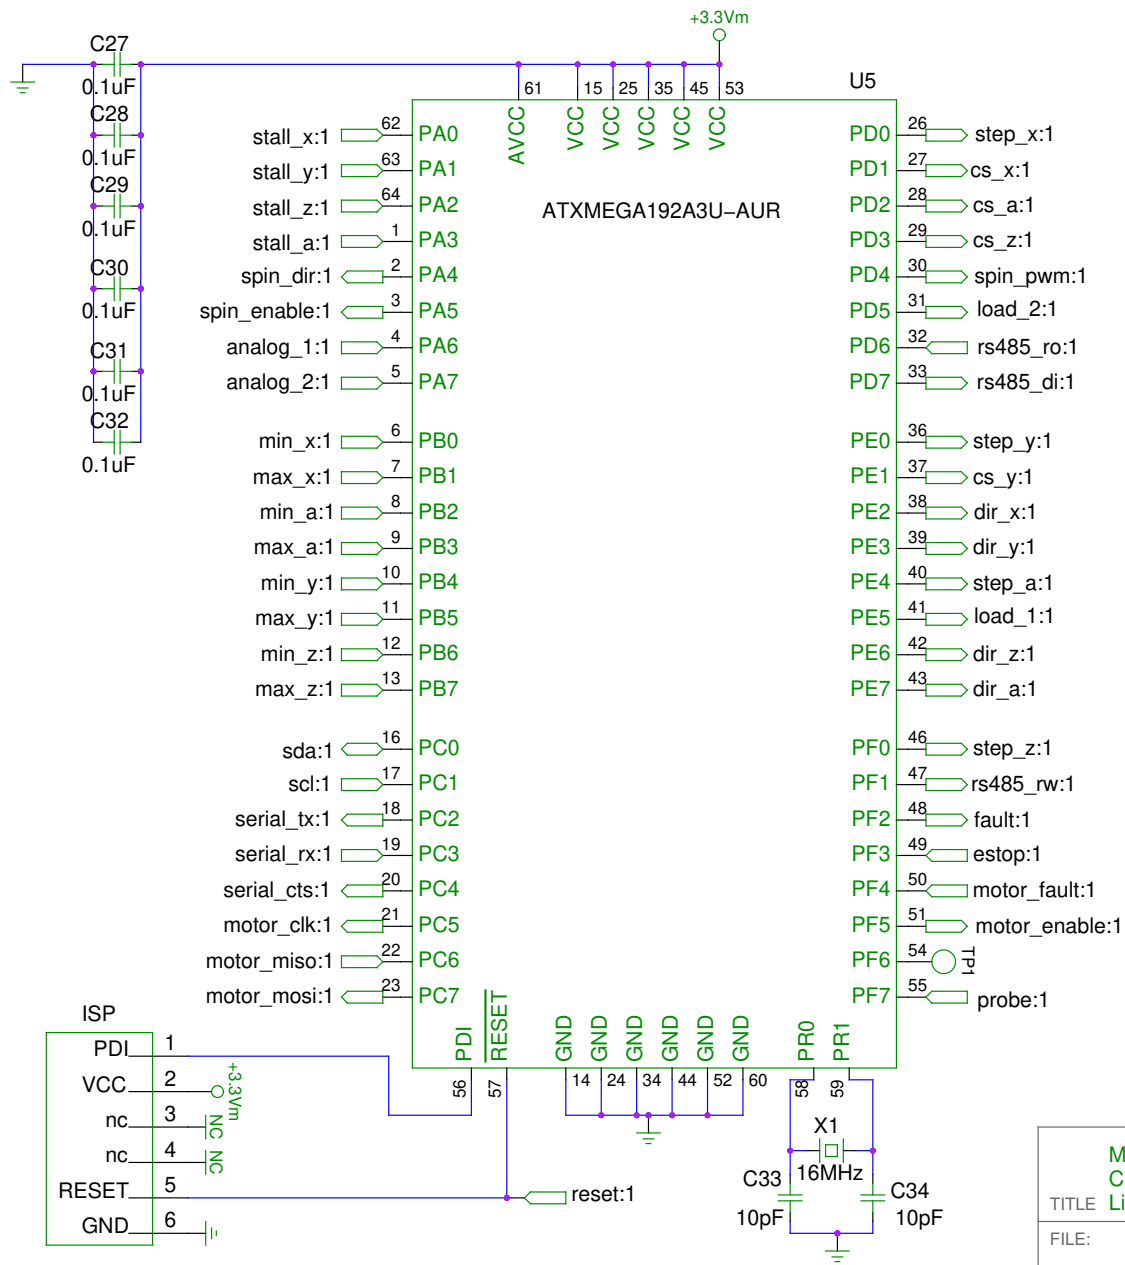 +3.3Vm
C27
0.1uF
C28
0.1uF
C29
0.1uF
C30
0.1uF
C31
0.1uF
C32
0.1uF
U5
61 15 25 35 45 53
AVCC VCC VCC VCC VCC VCC
ATXMEGA192A3U-AUR
stall_x:1 62 PA0
stall_y:1 63 PA1
stall_z:1 64 PA2
stall_a:1 1 PA3
spin_dir:1 2 PA4
spin_enable:1 3 PA5
analog_1:1 4 PA6
analog_2:1 5 PA7
min_x:1 6 PB0
max_x:1 7 PB1
min_a:1 8 PB2
max_a:1 9 PB3
min_y:1 10 PB4
max_y:1 11 PB5
min_z:1 12 PB6
max_z:1 13 PB7
sda:1 16 PC0
scl:1 17 PC1
serial_tx:1 18 PC2
serial_rx:1 19 PC3
serial_cts:1 20 PC4
motor_clk:1 21 PC5
motor_miso:1 22 PC6
motor_mosi:1 23 PC7
PD0 26 step_x:1
PD1 27 cs_x:1
PD2 28 cs_a:1
PD3 29 cs_z:1
PD4 30 spin_pwm:1
PD5 31 load_2:1
PD6 32 rs485_ro:1
PD7 33 rs485_di:1
PE0 36 step_y:1
PE1 37 cs_y:1
PE2 38 dir_x:1
PE3 39 dir_y:1
PE4 40 step_a:1
PE5 41 load_1:1
PE6 42 dir_z:1
PE7 43 dir_a:1
PF0 46 step_z:1
PF1 47 rs485_rw:1
PF2 48 fault:1
PF3 49 estop:1
PF4 50 motor_fault:1
PF5 51 motor_enable:1
PF6 54 TP1
PF7 55 probe:1
PDI RESET GND GND GND GND GND GND PR0 PR1
56 57 14 24 34 44 52 60 58 59
ISP
PDI 1
VCC 2 +3.3Vm
nc 3 NC
nc 4 NC
RESET 5
GND 6
reset:1
X1
16MHz
C33
10pF
C34
10pF
M
C
TITLE Li
FILE: